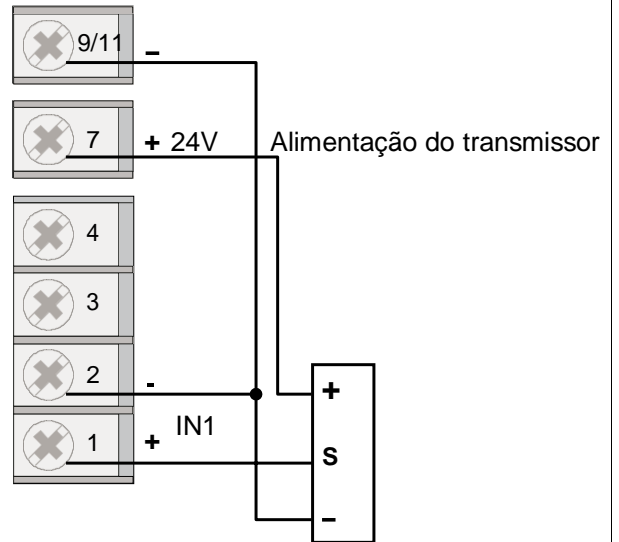 9/11 -
7 + 24V Alimentação do transmissor
4
3
2 -
+
IN1
1 +
S
-